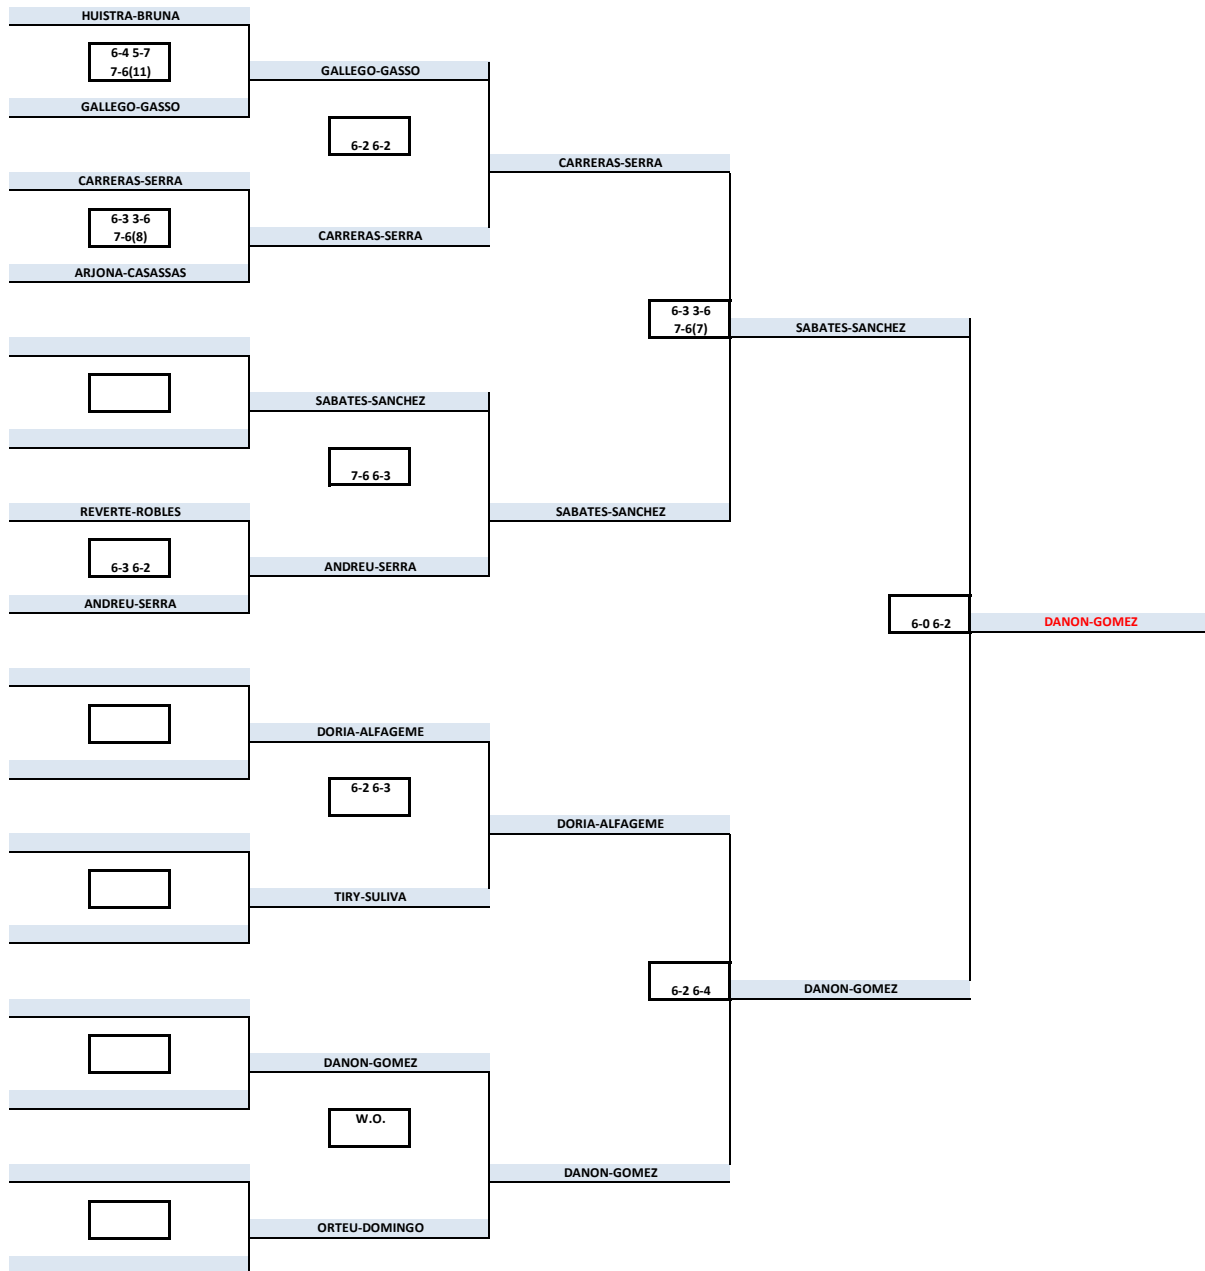 HUISTRA-BRUNA
6-4 5-7
7-6(11)
GALLEGO-GASSO
GALLEGO-GASSO
6-2 6-2
CARRERAS-SERRA
CARRERAS-SERRA
6-3 3-6
7-6(8)
CARRERAS-SERRA
ARJONA-CASASSAS
6-3 3-6
7-6(7)
SABATES-SANCHEZ
SABATES-SANCHEZ
7-6 6-3
REVERTE-ROBLES
SABATES-SANCHEZ
6-3 6-2
ANDREU-SERRA
ANDREU-SERRA
6-0 6-2
DANON-GOMEZ
DORIA-ALFAGEME
6-2 6-3
DORIA-ALFAGEME
TIRY-SULIVA
6-2 6-4
DANON-GOMEZ
DANON-GOMEZ
W.O.
DANON-GOMEZ
ORTEU-DOMINGO